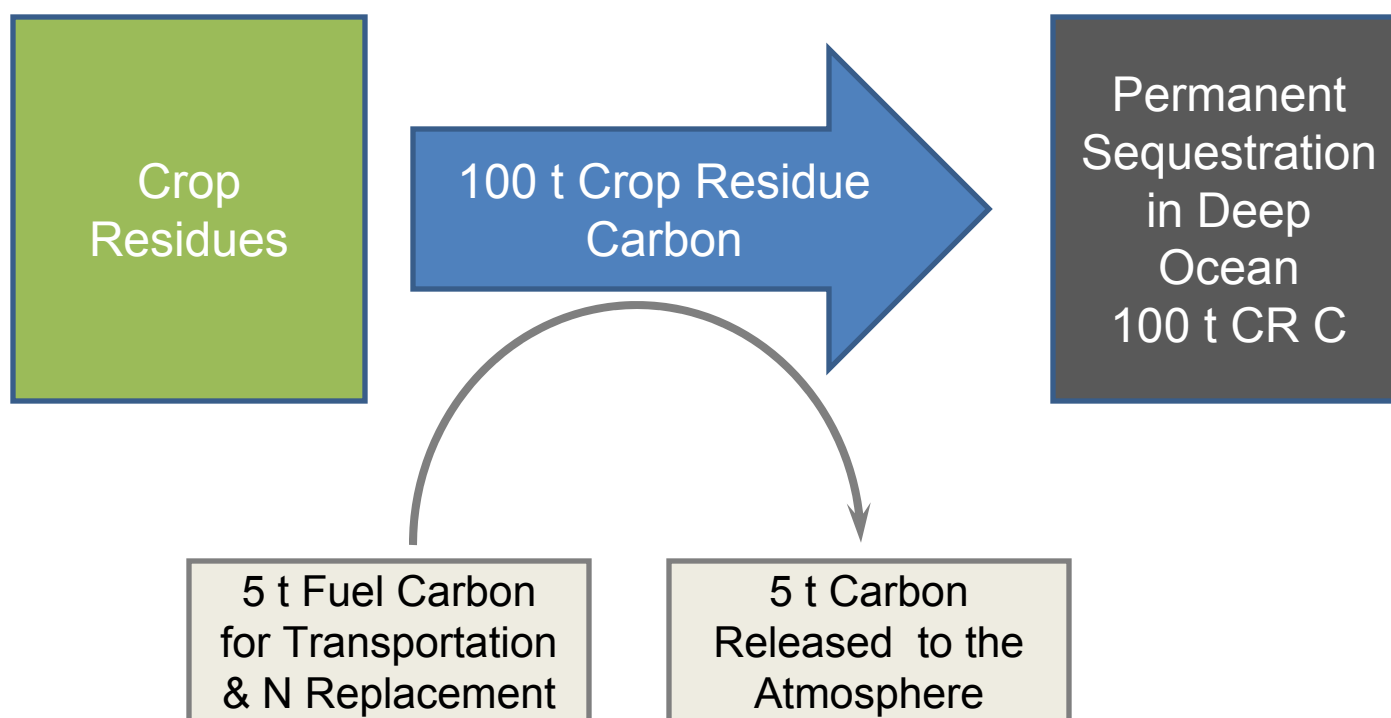 Crop
Residues
100 t Crop Residue
Carbon
Permanent
Sequestration
in Deep
Ocean
100 t CR C
5 t Fuel Carbon
for Transportation
& N Replacement
5 t Carbon
Released to the
Atmosphere